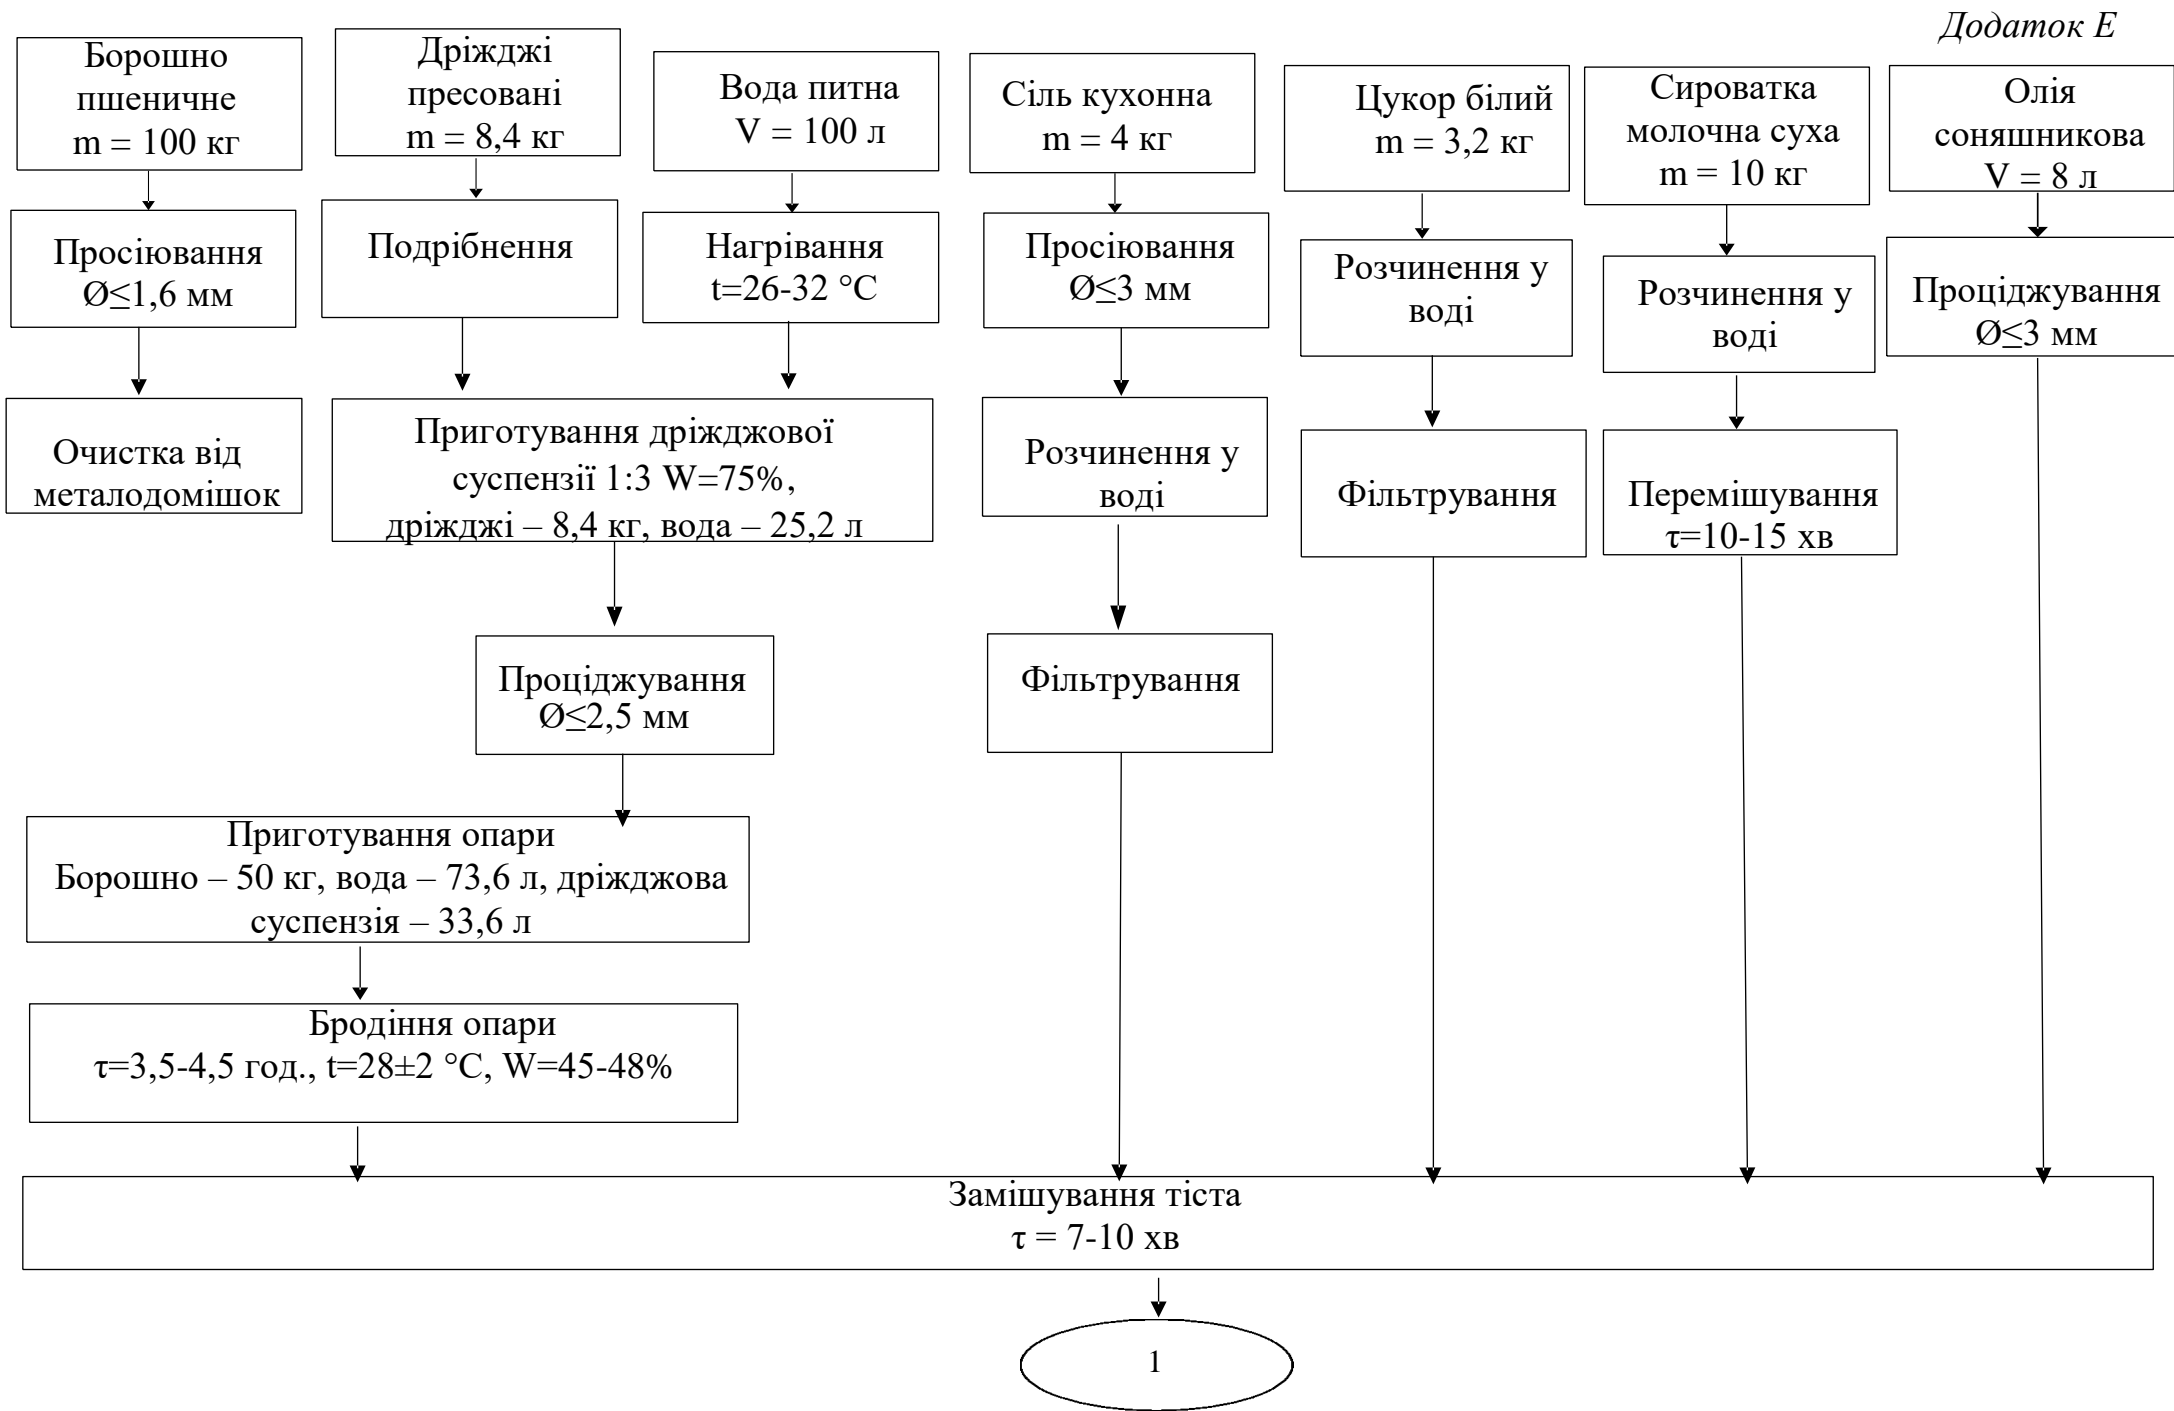 Додаток Е
Борошно
пшеничне
m = 100 кг
Дріжджі
пресовані
m = 8,4 кг
Вода питна
V = 100 л
Сіль кухонна
m = 4 кг
Цукор білий
m = 3,2 кг
Сироватка
молочна суха
m = 10 кг
Олія
соняшникова
V = 8 л
Просіювання
Ø≤1,6 мм
Подрібнення
Нагрівання
t=26-32 °С
Просіювання
Ø≤3 мм
Розчинення у
воді
Розчинення у
воді
Проціджування
Ø≤3 мм
Очистка від
металодомішок
Приготування дріжджової
суспензії 1:3 W=75%,
дріжджі – 8,4 кг, вода – 25,2 л
Розчинення у
воді
Фільтрування
Перемішування
τ=10-15 хв
Проціджування
Ø≤2,5 мм
Фільтрування
Приготування опари
Борошно – 50 кг, вода – 73,6 л, дріжджова
суспензія – 33,6 л
Бродіння опари
τ=3,5-4,5 год., t=28±2 °С, W=45-48%
Замішування тіста
τ = 7-10 хв
1